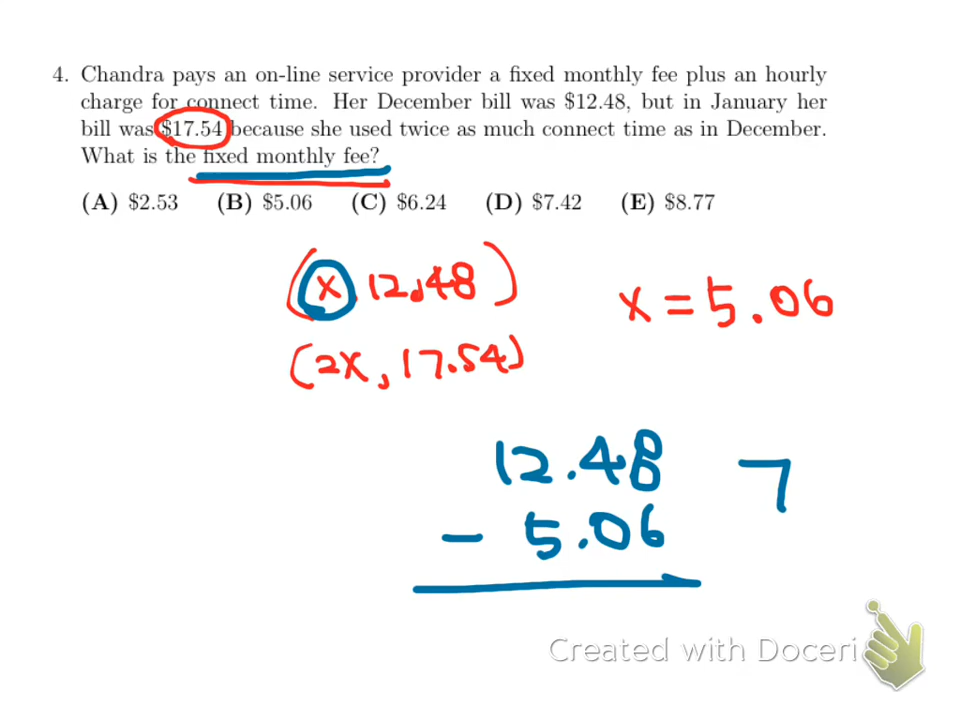 4. Chandra pays an on-line service provider a fixed monthly fee plus an hourly
charge for connect time. Her December bill was $12.48, but in January her
bill was $17.54 because she used twice as much connect time as in December.
What is the fixed monthly fee?
(A) $2.53 (B) $5.06 (C) $6.24 (D) $7.42 (E) $8.77
(x, 12.48)
x = 5.06
(2x, 17.54)
12.48
7
- 5.06
Created with Doceri